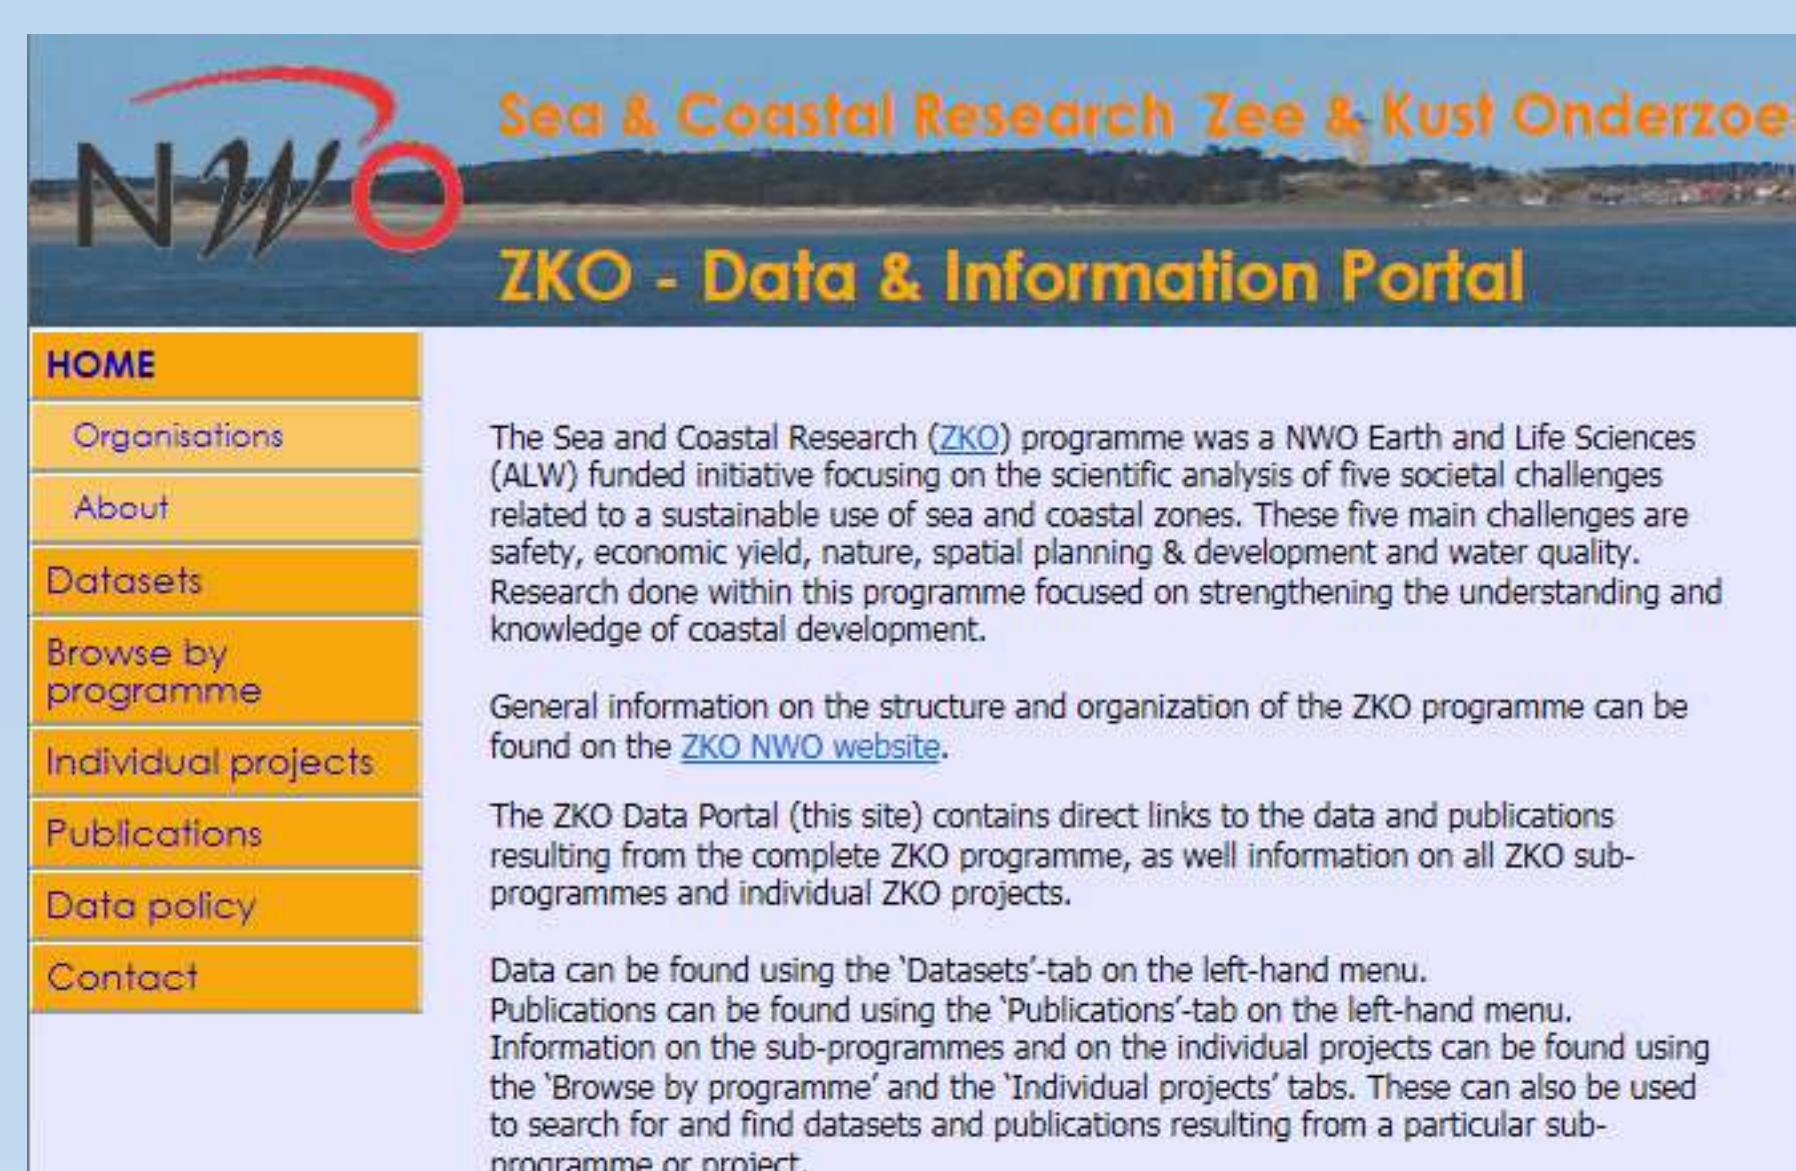 NWO
Sea & Coastal Research Zee & Kust
ZKO - Data & Information Portal
HOME
Organisations
About
Datasets
Browse by
programme
Individual projects
Publications
Data policy
Contact
The Sea and Coastal Research (ZKO) programme was a NWO Earth and Life Sciences
(ALW) funded initiative focusing on the scientific analysis of five societal challenges
related to a sustainable use of sea and coastal zones. These five main challenges are
safety, economic yield, nature, spatial planning & development and water quality.
Research done within this programme focused on strengthening the understanding and
knowledge of coastal development.
General information on the structure and organization of the ZKO programme can be
found on the ZKO NWO website.
The ZKO Data Portal (this site) contains direct links to the data and publications
resulting from the complete ZKO programme, as well information on all ZKO sub-
programmes and individual ZKO projects.
Data can be found using the ‘Datasets’-tab on the left-hand menu.
Publications can be found using the ‘Publications’-tab on the left-hand menu.
Information on the sub-programmes and on the individual projects can be found using
the ‘Browse by programme’ and the ‘Individual projects’ tabs. These can also be used
to search for and find datasets and publications resulting from a particular sub-
programme or project.